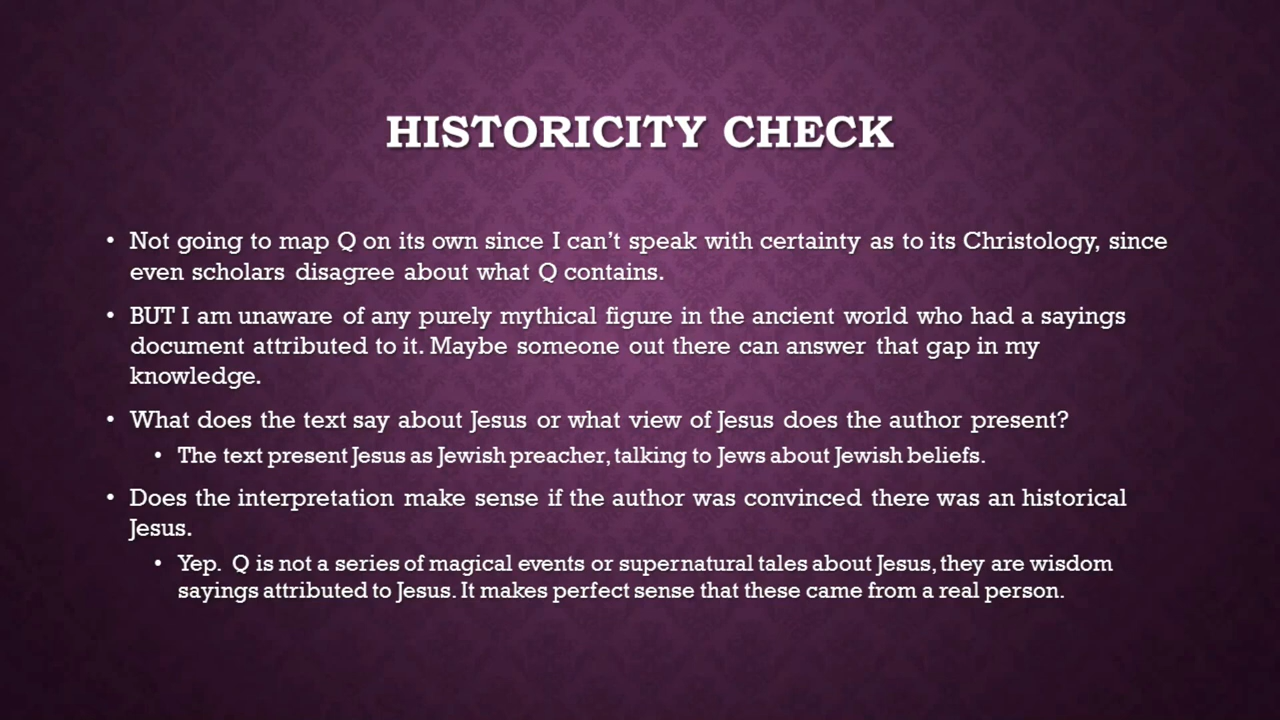 HISTORICITY CHECK
• Not going to map Q on its own since I can’t speak with certainty as to its Christology, since
even scholars disagree about what Q contains.
• BUT I am unaware of any purely mythical figure in the ancient world who had a sayings
document attributed to it. Maybe someone out there can answer that gap in my
knowledge.
• What does the text say about Jesus or what view of Jesus does the author present?
• The text present Jesus as Jewish preacher, talking to Jews about Jewish beliefs.
• Does the interpretation make sense if the author was convinced there was an historical
Jesus.
• Yep. Q is not a series of magical events or supernatural tales about Jesus, they are wisdom
sayings attributed to Jesus. It makes perfect sense that these came from a real person.